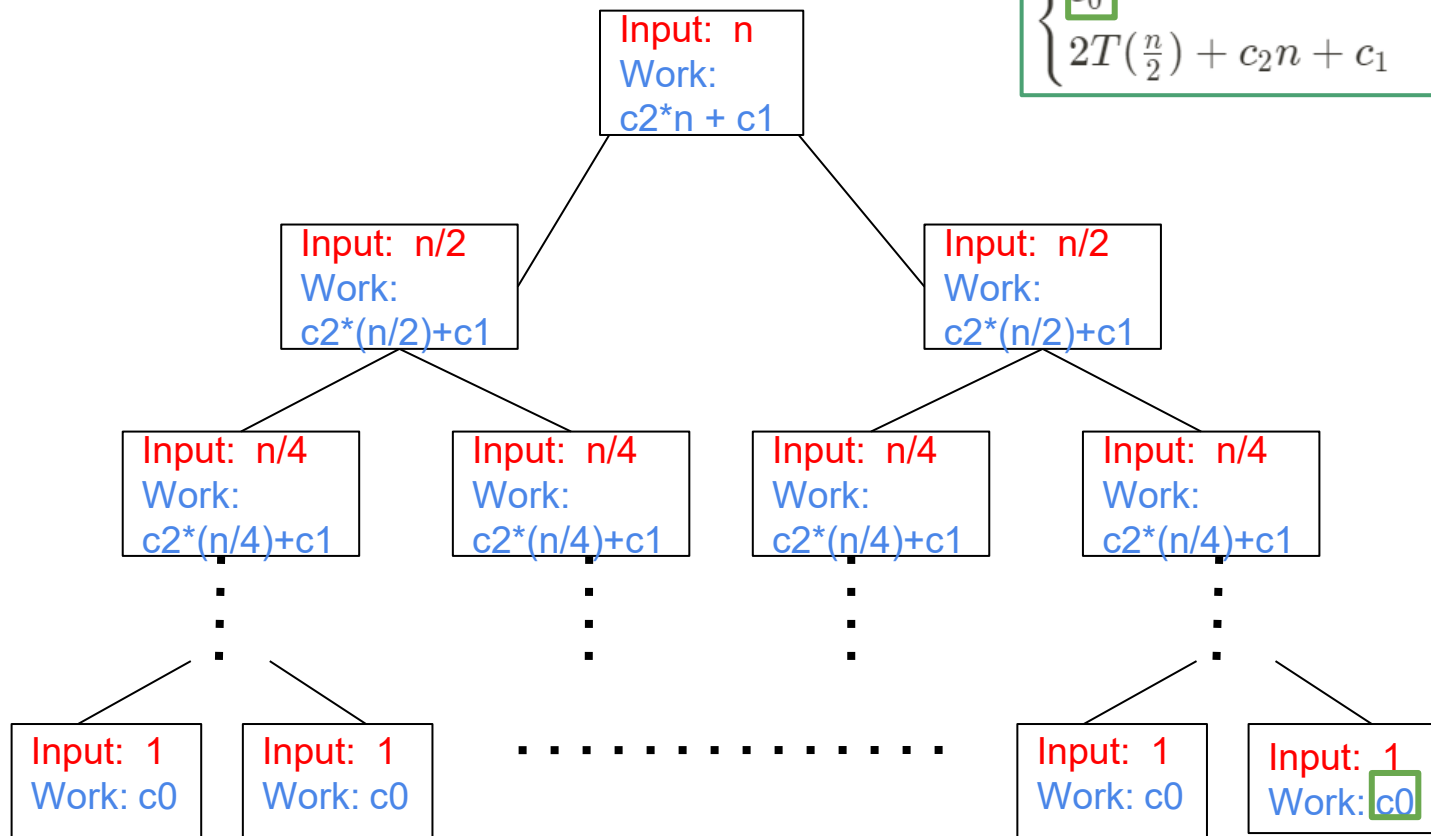 Input: n
Work:
c2*n + c1
c0
2T(n/2) + c₂n + c₁
Input: n/2
Work:
c2*(n/2)+c1
Input: n/2
Work:
c2*(n/2)+c1
Input: n/4
Work:
c2*(n/4)+c1
Input: n/4
Work:
c2*(n/4)+c1
Input: n/4
Work:
c2*(n/4)+c1
Input: n/4
Work:
c2*(n/4)+c1
Input: 1
Work: c0
Input: 1
Work: c0
Input: 1
Work: c0
Input: 1
Work: c0